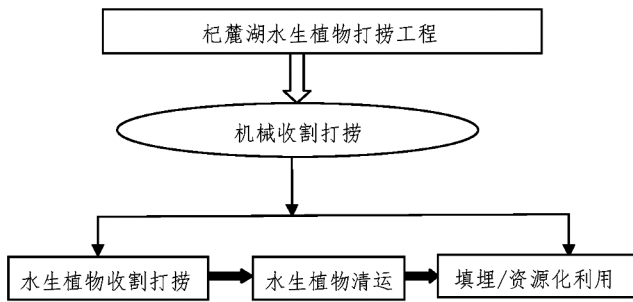 杞麓湖水生植物打捞工程
机械收割打捞
水生植物收割打捞
水生植物清运
填埋/资源化利用